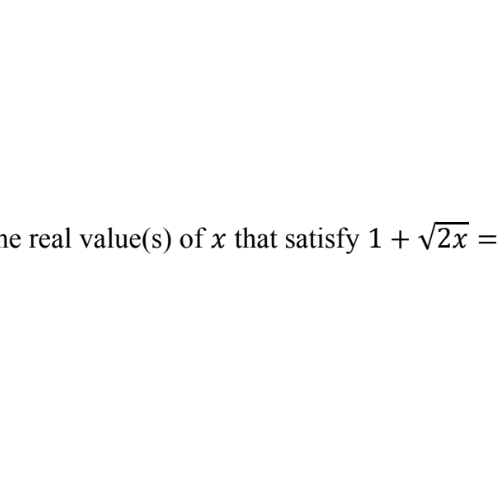 he real value(s) of x that satisfy 1 + √2x =